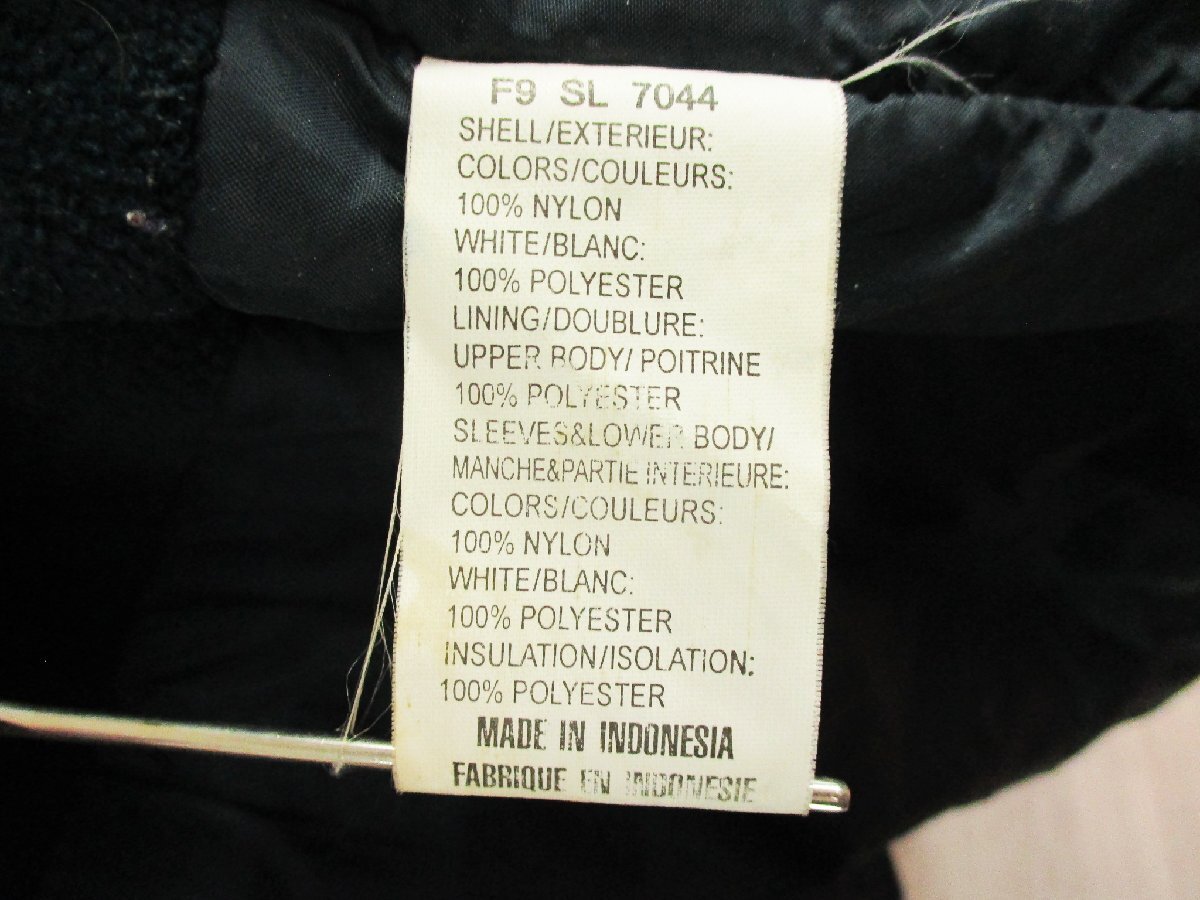 F9 SL 7044
SHELL/EXTERIEUR:
COLORS/COULEURS:
100% NYLON
WHITE/BLANC:
100% POLYESTER
LINING/DOUBLURE:
UPPER BODY/ POITRINE
100% POLYESTER
SLEEVES&LOWER BODY/
MANCHE&PARTIE INTERIEURE:
COLORS/COULEURS:
100% NYLON
WHITE/BLANC:
100% POLYESTER
INSULATION/ISOLATION:
100% POLYESTER
MADE IN INDONESIA
FABRIQUE EN INDONESIE